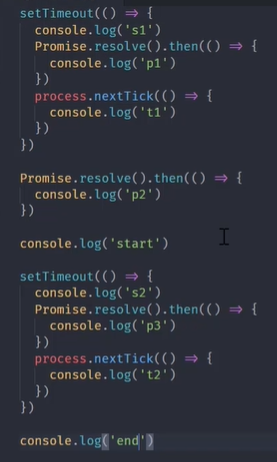 setTimeout(() => {
  console.log('s1')
  Promise.resolve().then(() => {
    console.log('p1')
  })
  process.nextTick(() => {
    console.log('t1')
  })
})

Promise.resolve().then(() => {
  console.log('p2')
})

console.log('start')

setTimeout(() => {
  console.log('s2')
  Promise.resolve().then(() => {
    console.log('p3')
  })
  process.nextTick(() => {
    console.log('t2')
  })
})

console.log('end')